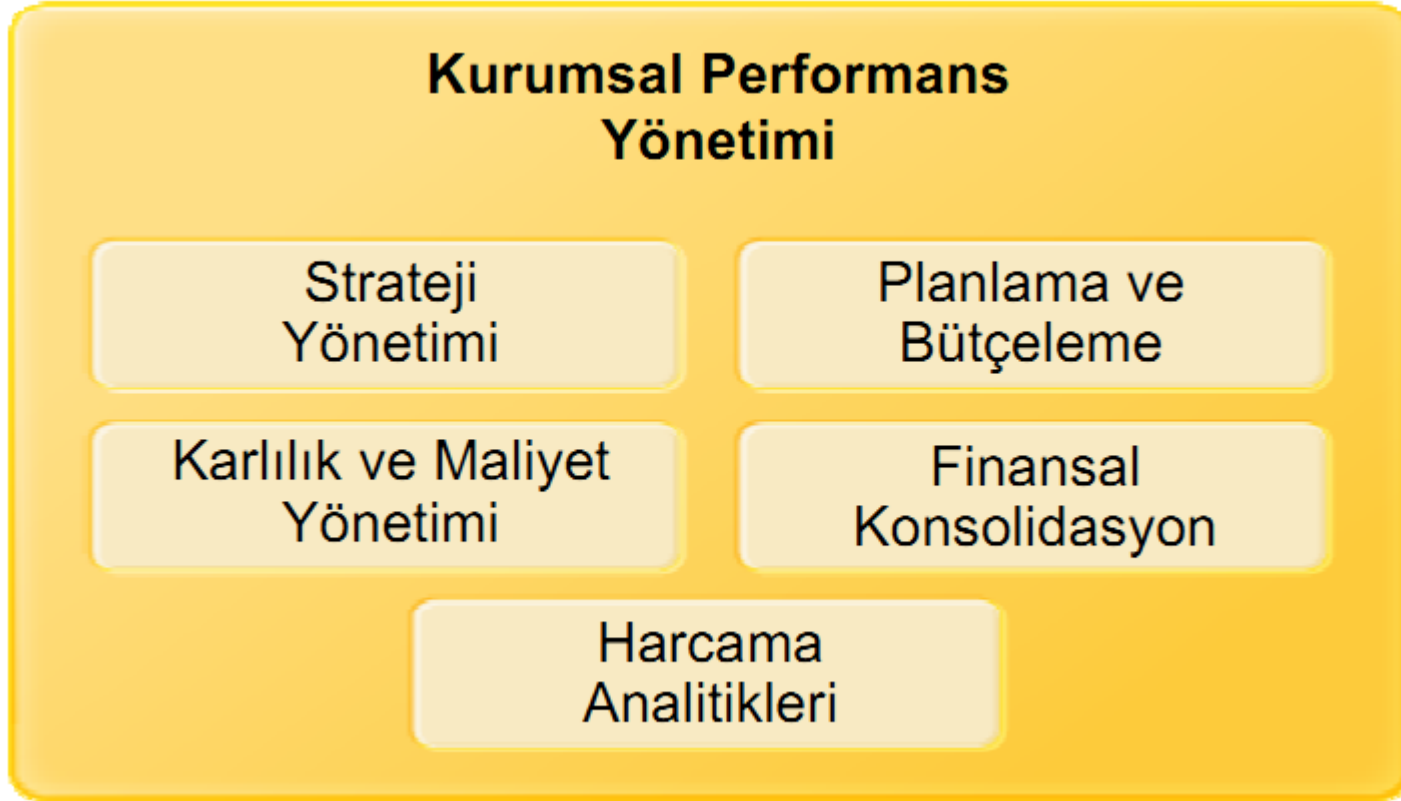 Kurumsal Performans
Yönetimi
Strateji
Yönetimi
Planlama ve
Bütçeleme
Karlılık ve Maliyet
Yönetimi
Finansal
Konsolidasyon
Harcama
Analitikleri